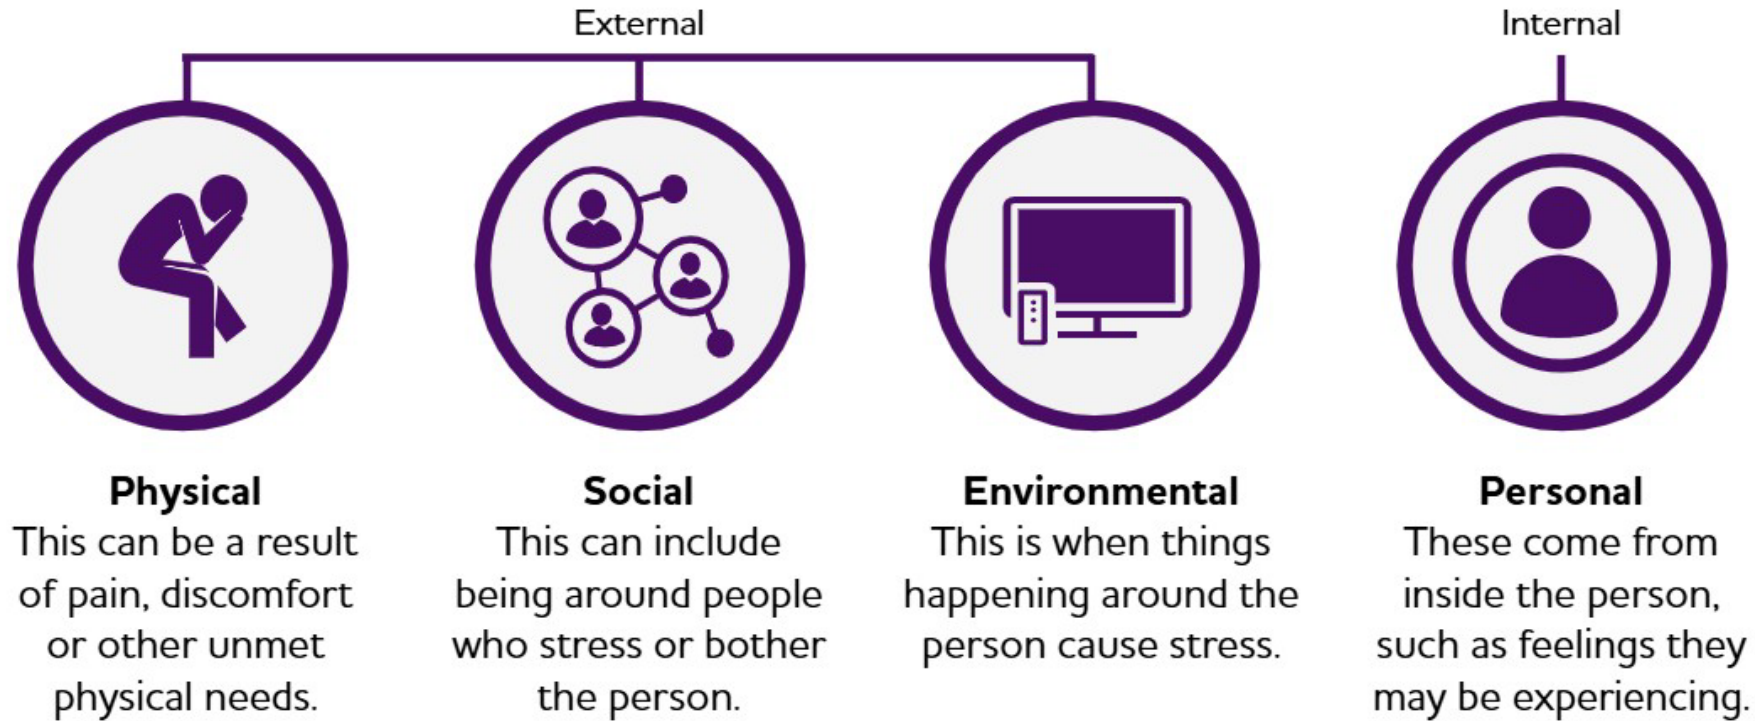 External
Internal
Physical
This can be a result
of pain, discomfort
or other unmet
physical needs.
Social
This can include
being around people
who stress or bother
the person.
Environmental
This is when things
happening around the
person cause stress.
Personal
These come from
inside the person,
such as feelings they
may be experiencing.